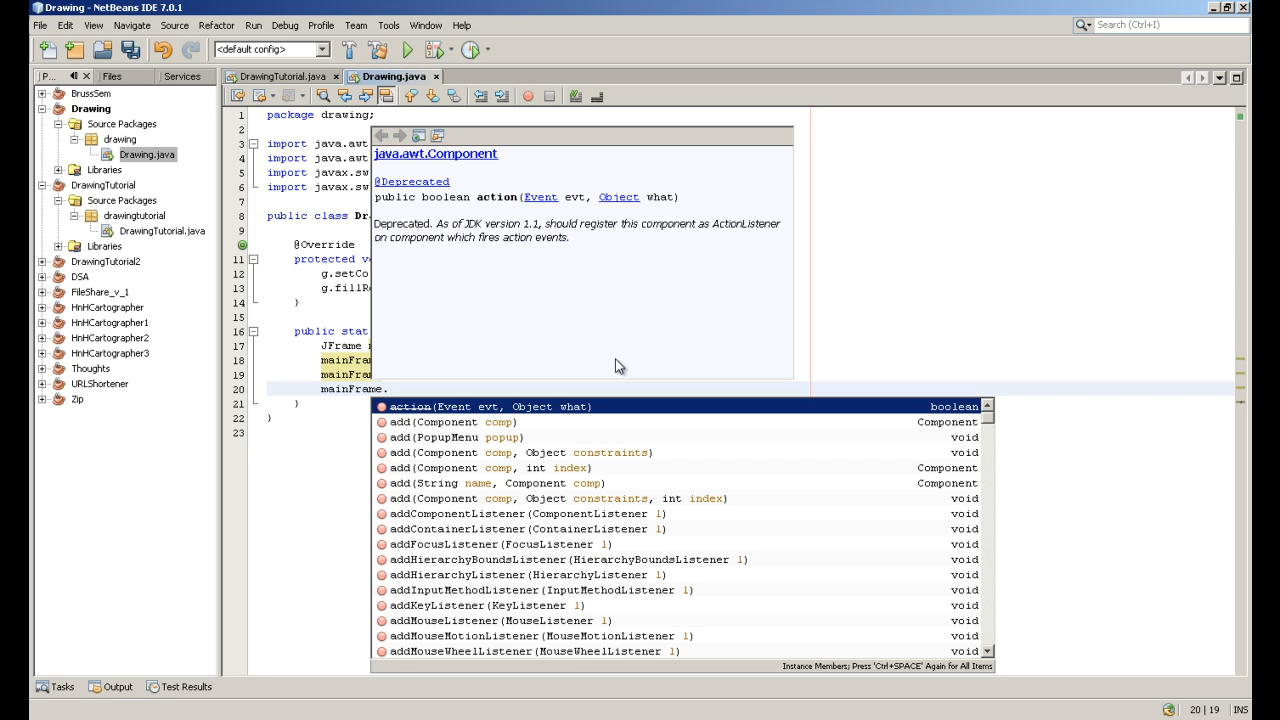 Drawing - NetBeans IDE 7.0.1
File Edit View Navigate Source Refactor Run Debug Profile Team Tools Window Help
Search (Ctrl+I)
<default config>
P... Files Services
DrawingTutorial.java Drawing.java
BrussSem
Drawing
Source Packages
drawing
Drawing.java
Libraries
DrawingTutorial
Source Packages
drawingtutorial
DrawingTutorial.java
Libraries
DrawingTutorial2
DSA
FileShare_v_1
HnHCartographer
HnHCartographer1
HnHCartographer2
HnHCartographer3
Thoughts
URLShortener
Zip
1 package drawing;
2
3 import java.awt
4 import java.awt
5 import javax.sw
6 import javax.sw
7
8 public class Dr
9
@Override
11 protected v
12 g.setCo
13 g.fillR
14 }
15
16 public stat
17 JFrame
18 mainFra
19 mainFra
20 mainFrame.
21 }
22 }
23
java.awt.Component
@Deprecated
public boolean action(Event evt, Object what)
Deprecated. As of JDK version 1.1, should register this component as ActionListener
on component which fires action events.
action(Event evt, Object what) boolean
add(Component comp) Component
add(PopupMenu popup) void
add(Component comp, Object constraints) void
add(Component comp, int index) Component
add(String name, Component comp) Component
add(Component comp, Object constraints, int index) void
addComponentListener(ComponentListener l) void
addContainerListener(ContainerListener l) void
addFocusListener(FocusListener l) void
addHierarchyBoundsListener(HierarchyBoundsListener l) void
addHierarchyListener(HierarchyListener l) void
addInputMethodListener(InputMethodListener l) void
addKeyListener(KeyListener l) void
addMouseListener(MouseListener l) void
addMouseMotionListener(MouseMotionListener l) void
addMouseWheelListener(MouseWheelListener l) void
Instance Members; Press 'Ctrl+SPACE' Again for All Items
Tasks Output Test Results
20 | 19 INS